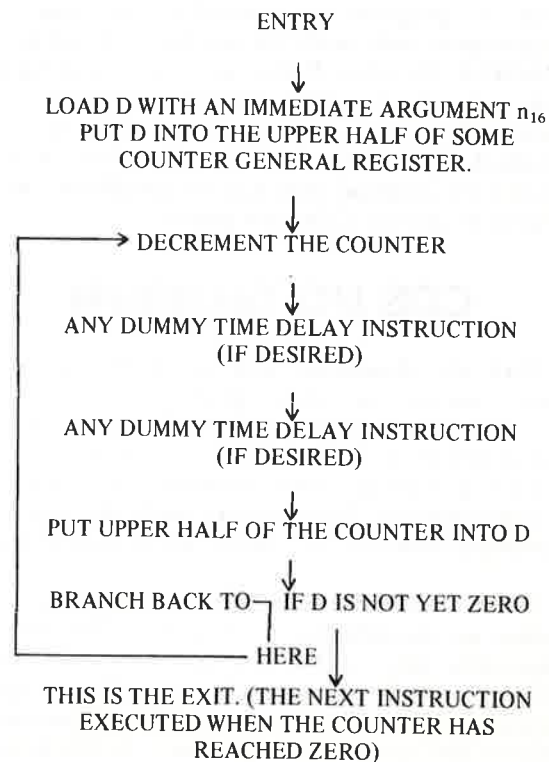 ENTRY
LOAD D WITH AN IMMEDIATE ARGUMENT n₁₆
PUT D INTO THE UPPER HALF OF SOME
COUNTER GENERAL REGISTER.
DECREMENT THE COUNTER
ANY DUMMY TIME DELAY INSTRUCTION
(IF DESIRED)
ANY DUMMY TIME DELAY INSTRUCTION
(IF DESIRED)
PUT UPPER HALF OF THE COUNTER INTO D
BRANCH BACK TO IF D IS NOT YET ZERO
HERE
THIS IS THE EXIT. (THE NEXT INSTRUCTION
EXECUTED WHEN THE COUNTER HAS
REACHED ZERO)